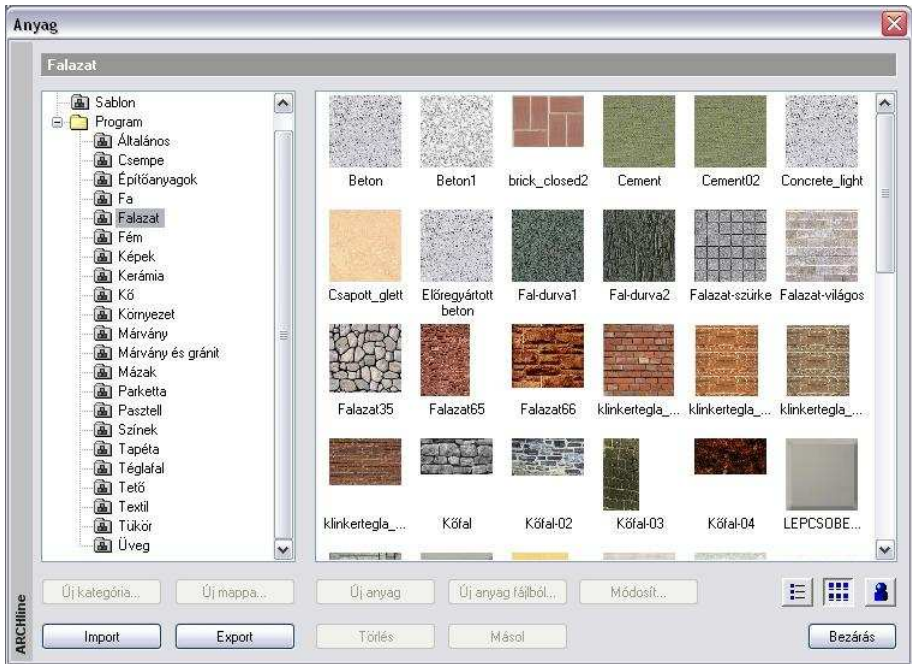 Anyag
Falazat
Sablon
Program
Általános
Csempe
Építőanyagok
Fa
Falazat
Fém
Képek
Kerámia
Kő
Környezet
Márvány
Márvány és gránit
Mázak
Parketta
Pasztell
Színek
Tapéta
Téglafal
Tető
Textil
Tükör
Üveg
Beton Beton1 brick_closed2 Cement Cement02 Concrete_light
Csapott_glett Előregyártott Fal-durva1 Fal-durva2 Falazat-szürke Falazat-világos
beton
Falazat35 Falazat65 Falazat66 klinkertegla_... klinkertegla_... klinkertegla_...
klinkertegla_... Kőfal Kőfal-02 Kőfal-03 Kőfal-04 LEPCSOBE...
Új kategória... Új mappa... Új anyag Új anyag fájlból... Módosít...
Import Export Törlés Másol Bezárás
ARCHline